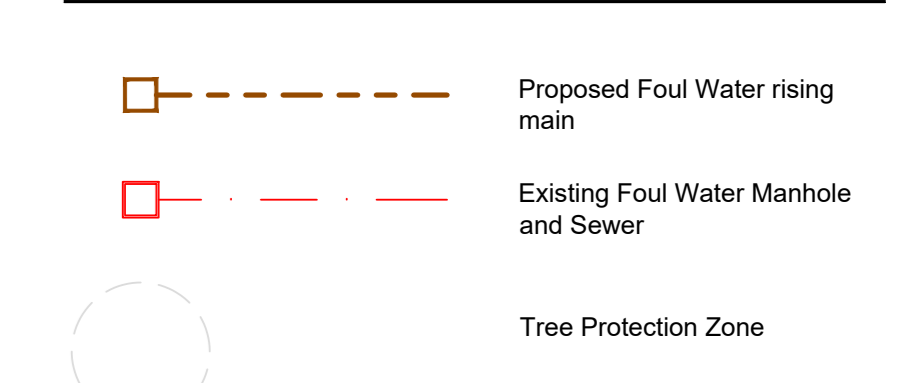 Proposed Foul Water rising
main
Existing Foul Water Manhole
and Sewer
Tree Protection Zone